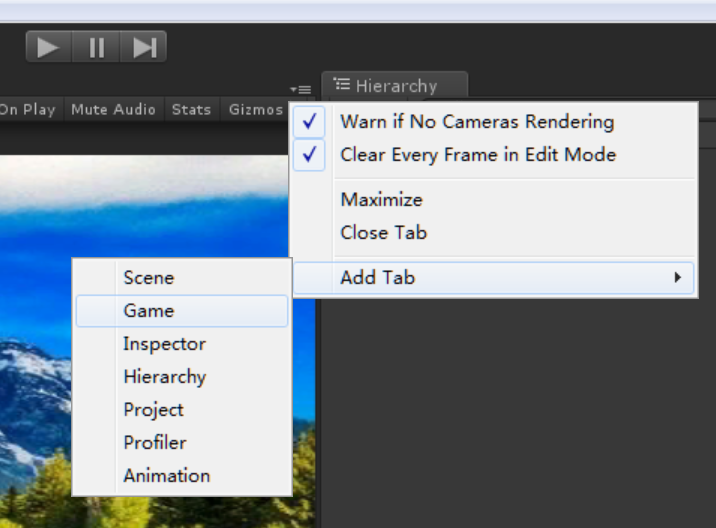 Hierarchy
On Play Mute Audio Stats Gizmos
Warn if No Cameras Rendering
Clear Every Frame in Edit Mode
Maximize
Close Tab
Add Tab
Scene
Game
Inspector
Hierarchy
Project
Profiler
Animation